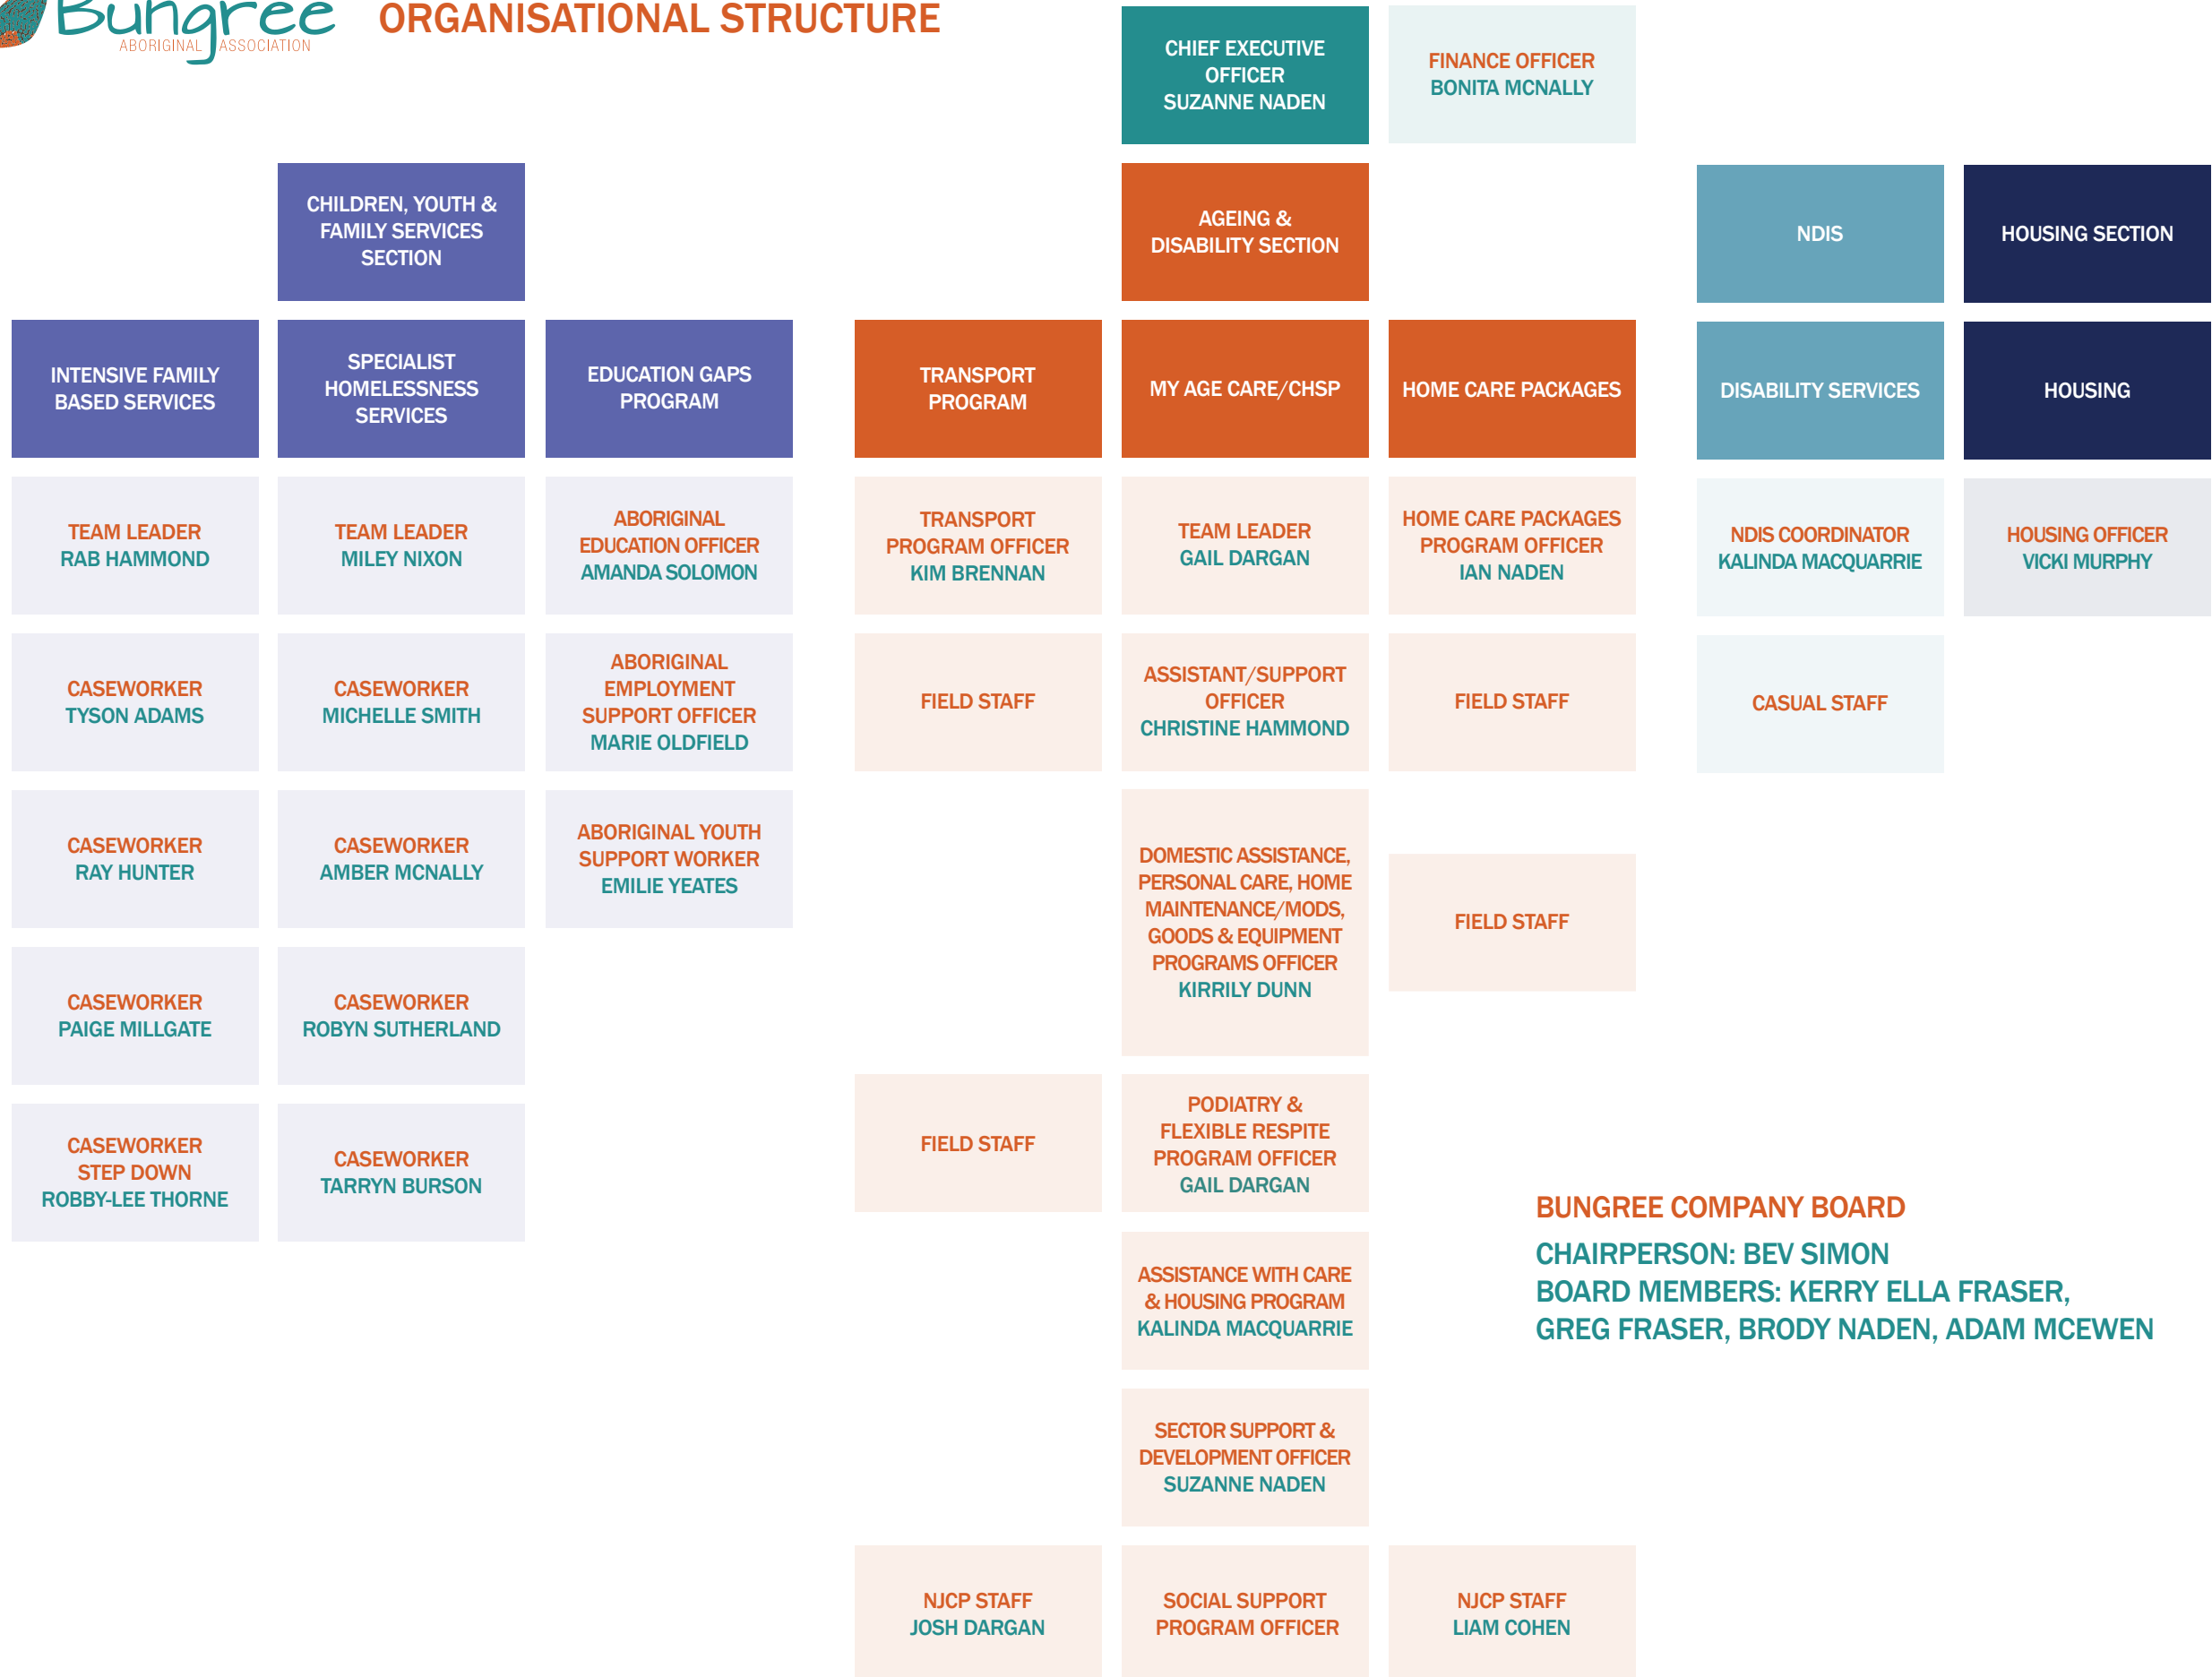 Bungree
ABORIGINAL ASSOCIATION
ORGANISATIONAL STRUCTURE
CHIEF EXECUTIVE
OFFICER
SUZANNE NADEN
FINANCE OFFICER
BONITA MCNALLY
CHILDREN, YOUTH &
FAMILY SERVICES
SECTION
AGEING &
DISABILITY SECTION
NDIS
HOUSING SECTION
INTENSIVE FAMILY
BASED SERVICES
SPECIALIST
HOMELESSNESS
SERVICES
EDUCATION GAPS
PROGRAM
TRANSPORT
PROGRAM
MY AGE CARE/CHSP
HOME CARE PACKAGES
DISABILITY SERVICES
HOUSING
TEAM LEADER
RAB HAMMOND
TEAM LEADER
MILEY NIXON
ABORIGINAL
EDUCATION OFFICER
AMANDA SOLOMON
TRANSPORT
PROGRAM OFFICER
KIM BRENNAN
TEAM LEADER
GAIL DARGAN
HOME CARE PACKAGES
PROGRAM OFFICER
IAN NADEN
NDIS COORDINATOR
KALINDA MACQUARRIE
HOUSING OFFICER
VICKI MURPHY
CASEWORKER
TYSON ADAMS
CASEWORKER
MICHELLE SMITH
ABORIGINAL
EMPLOYMENT
SUPPORT OFFICER
MARIE OLDFIELD
FIELD STAFF
ASSISTANT/SUPPORT
OFFICER
CHRISTINE HAMMOND
FIELD STAFF
CASUAL STAFF
CASEWORKER
RAY HUNTER
CASEWORKER
AMBER MCNALLY
ABORIGINAL YOUTH
SUPPORT WORKER
EMILIE YEATES
DOMESTIC ASSISTANCE,
PERSONAL CARE, HOME
MAINTENANCE/MODS,
GOODS & EQUIPMENT
PROGRAMS OFFICER
KIRRILY DUNN
FIELD STAFF
CASEWORKER
PAIGE MILLGATE
CASEWORKER
ROBYN SUTHERLAND
CASEWORKER
STEP DOWN
ROBBY-LEE THORNE
CASEWORKER
TARRYN BURSON
FIELD STAFF
PODIATRY &
FLEXIBLE RESPITE
PROGRAM OFFICER
GAIL DARGAN
BUNGREE COMPANY BOARD
CHAIRPERSON: BEV SIMON
BOARD MEMBERS: KERRY ELLA FRASER,
GREG FRASER, BRODY NADEN, ADAM MCEWEN
ASSISTANCE WITH CARE
& HOUSING PROGRAM
KALINDA MACQUARRIE
SECTOR SUPPORT &
DEVELOPMENT OFFICER
SUZANNE NADEN
NJCP STAFF
JOSH DARGAN
SOCIAL SUPPORT
PROGRAM OFFICER
NJCP STAFF
LIAM COHEN